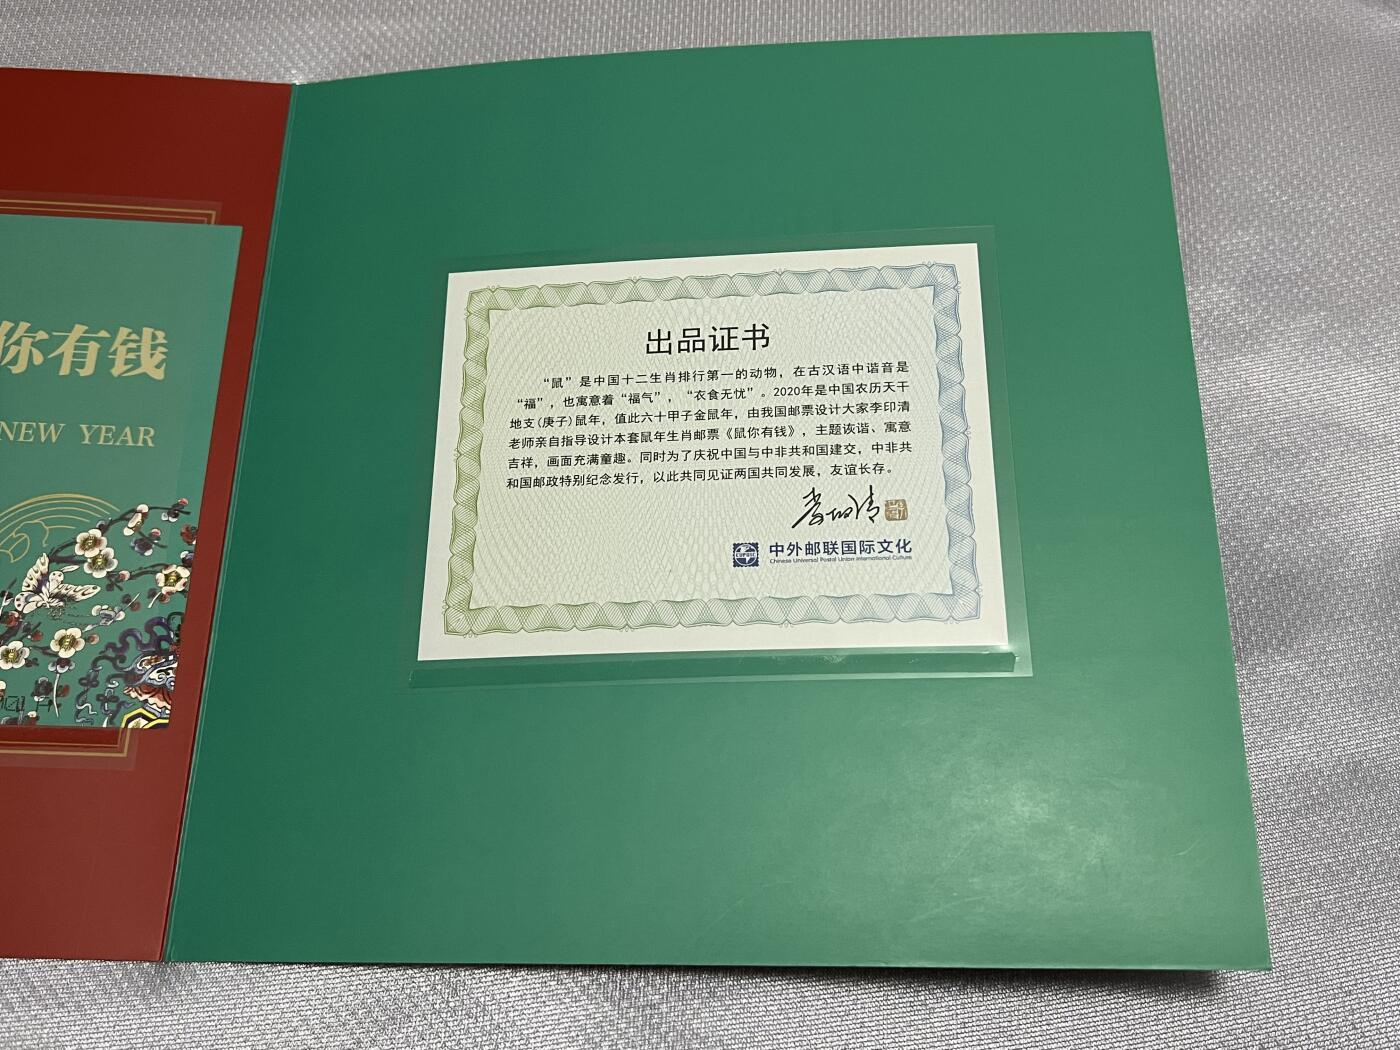 你有钱
NEW YEAR
出品证书
“鼠”是中国十二生肖排行第一的动物，在古汉语中谐音是
“福”，也寓意着“福气”，“衣食无忧”。2020年是中国农历天干
地支(庚子)鼠年，值此六十甲子金鼠年，由我国邮票设计大家李印清
老师亲自指导设计本套鼠年生肖邮票《鼠你有钱》，主题诙谐、寓意
吉祥，画面充满童趣。同时为了庆祝中国与中非共和国建交，中非共
和国邮政特别纪念发行，以此共同见证两国共同发展，友谊长存。
李印清
中外邮联国际文化
Chinese Universal Postal Union International Culture